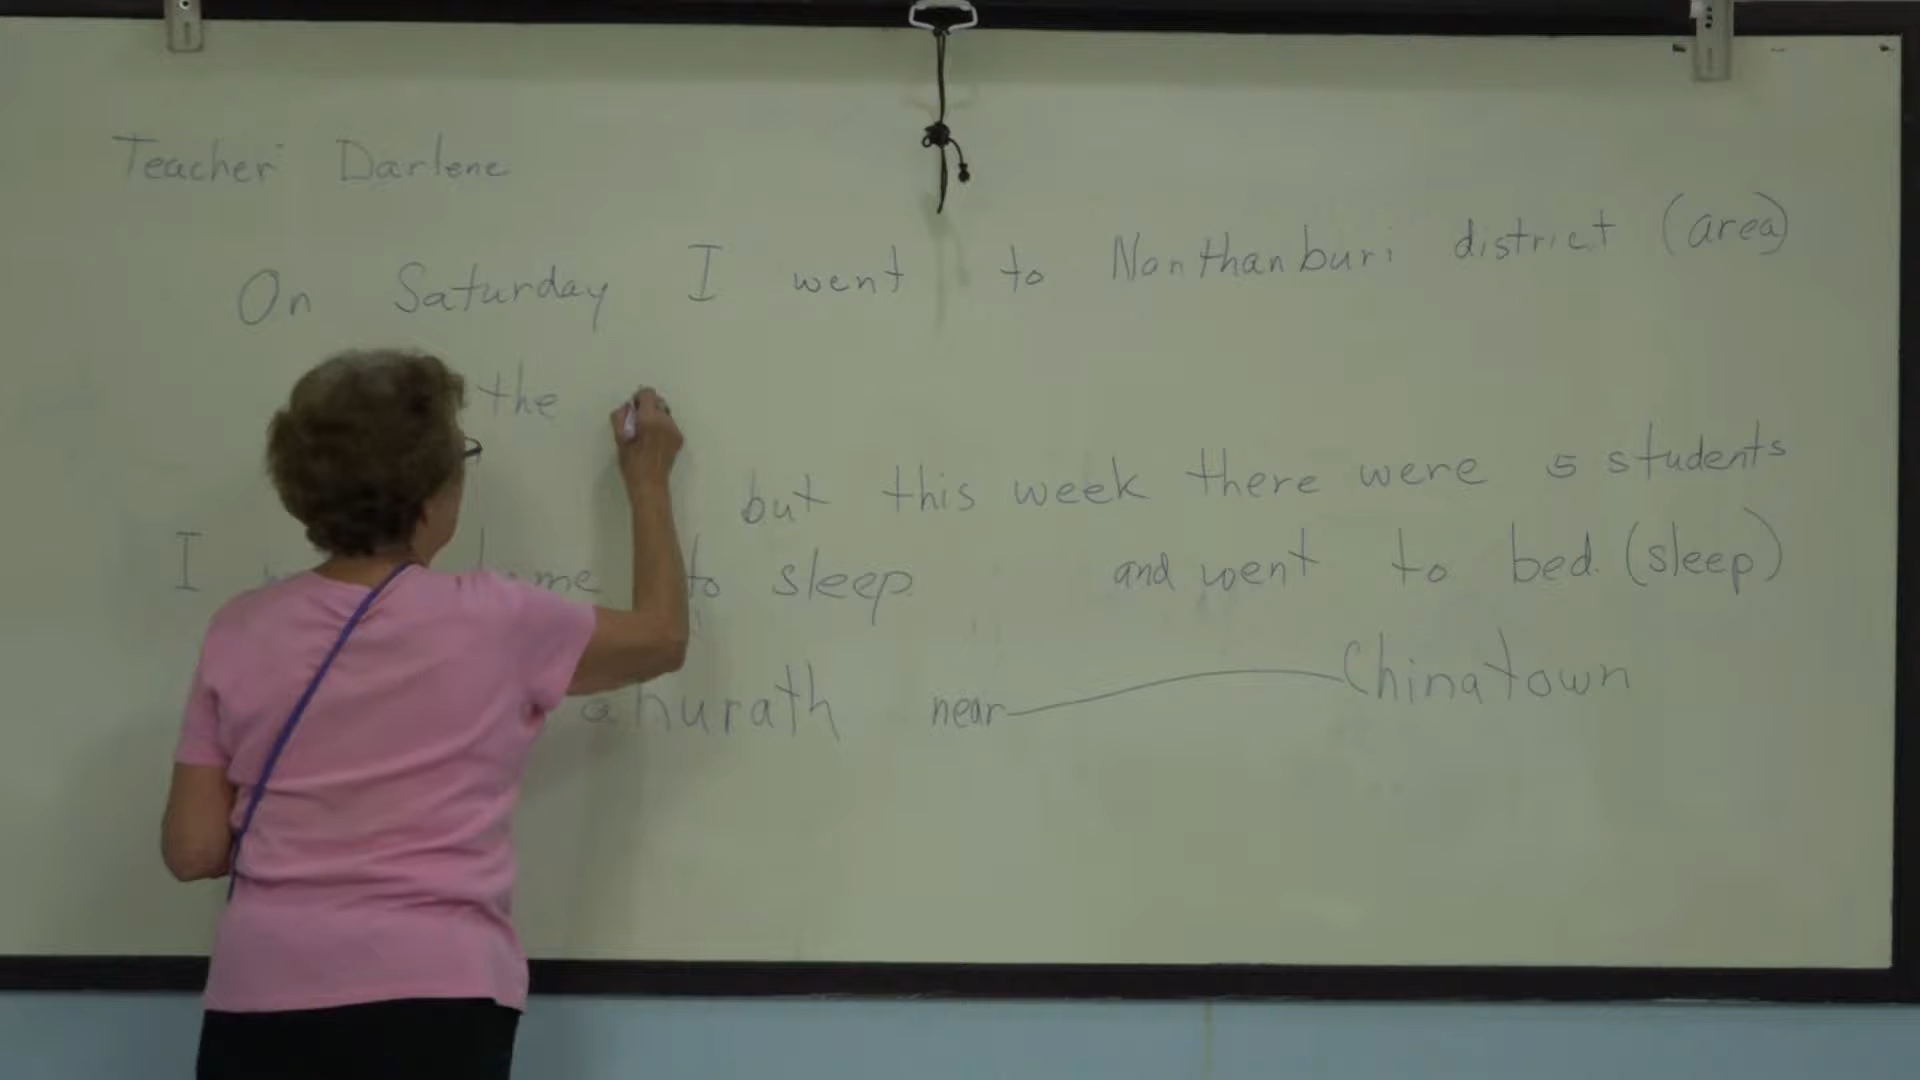 Teacher Darlene
On Saturday I went to Nonthanburi district (area)
the
but this week there were 5 students
I me to sleep and went to bed. (sleep)
ahurath near Chinatown